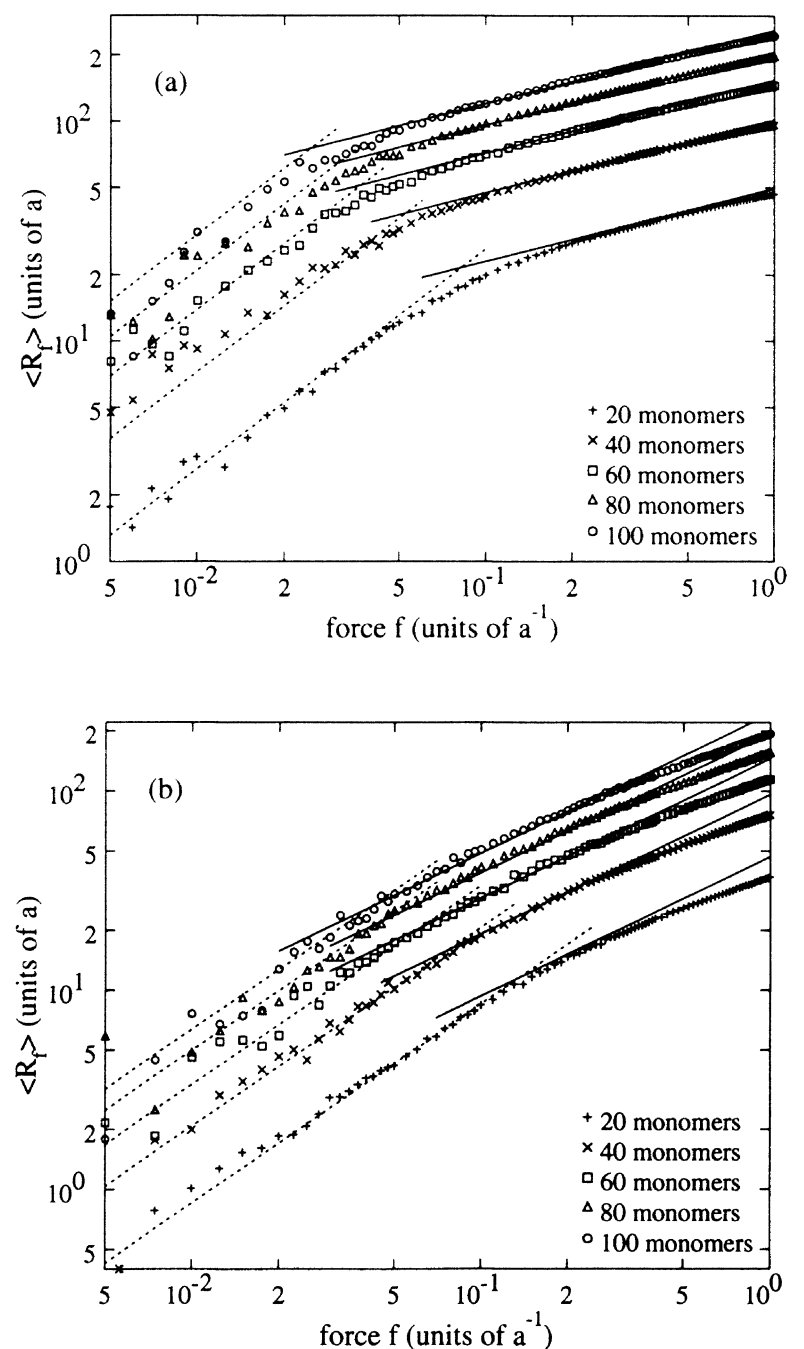 (a)
2
10^2
5
2
10^1
5
2
10^0
<R_f> (units of a)
+ 20 monomers
× 40 monomers
□ 60 monomers
△ 80 monomers
○ 100 monomers
5 10^-2 2 5 10^-1 2 5 10^0
force f (units of a^-1)
(b)
2
10^2
5
2
10^1
5
2
10^0
5
<R_f> (units of a)
+ 20 monomers
× 40 monomers
□ 60 monomers
△ 80 monomers
○ 100 monomers
5 10^-2 2 5 10^-1 2 5 10^0
force f (units of a^-1)